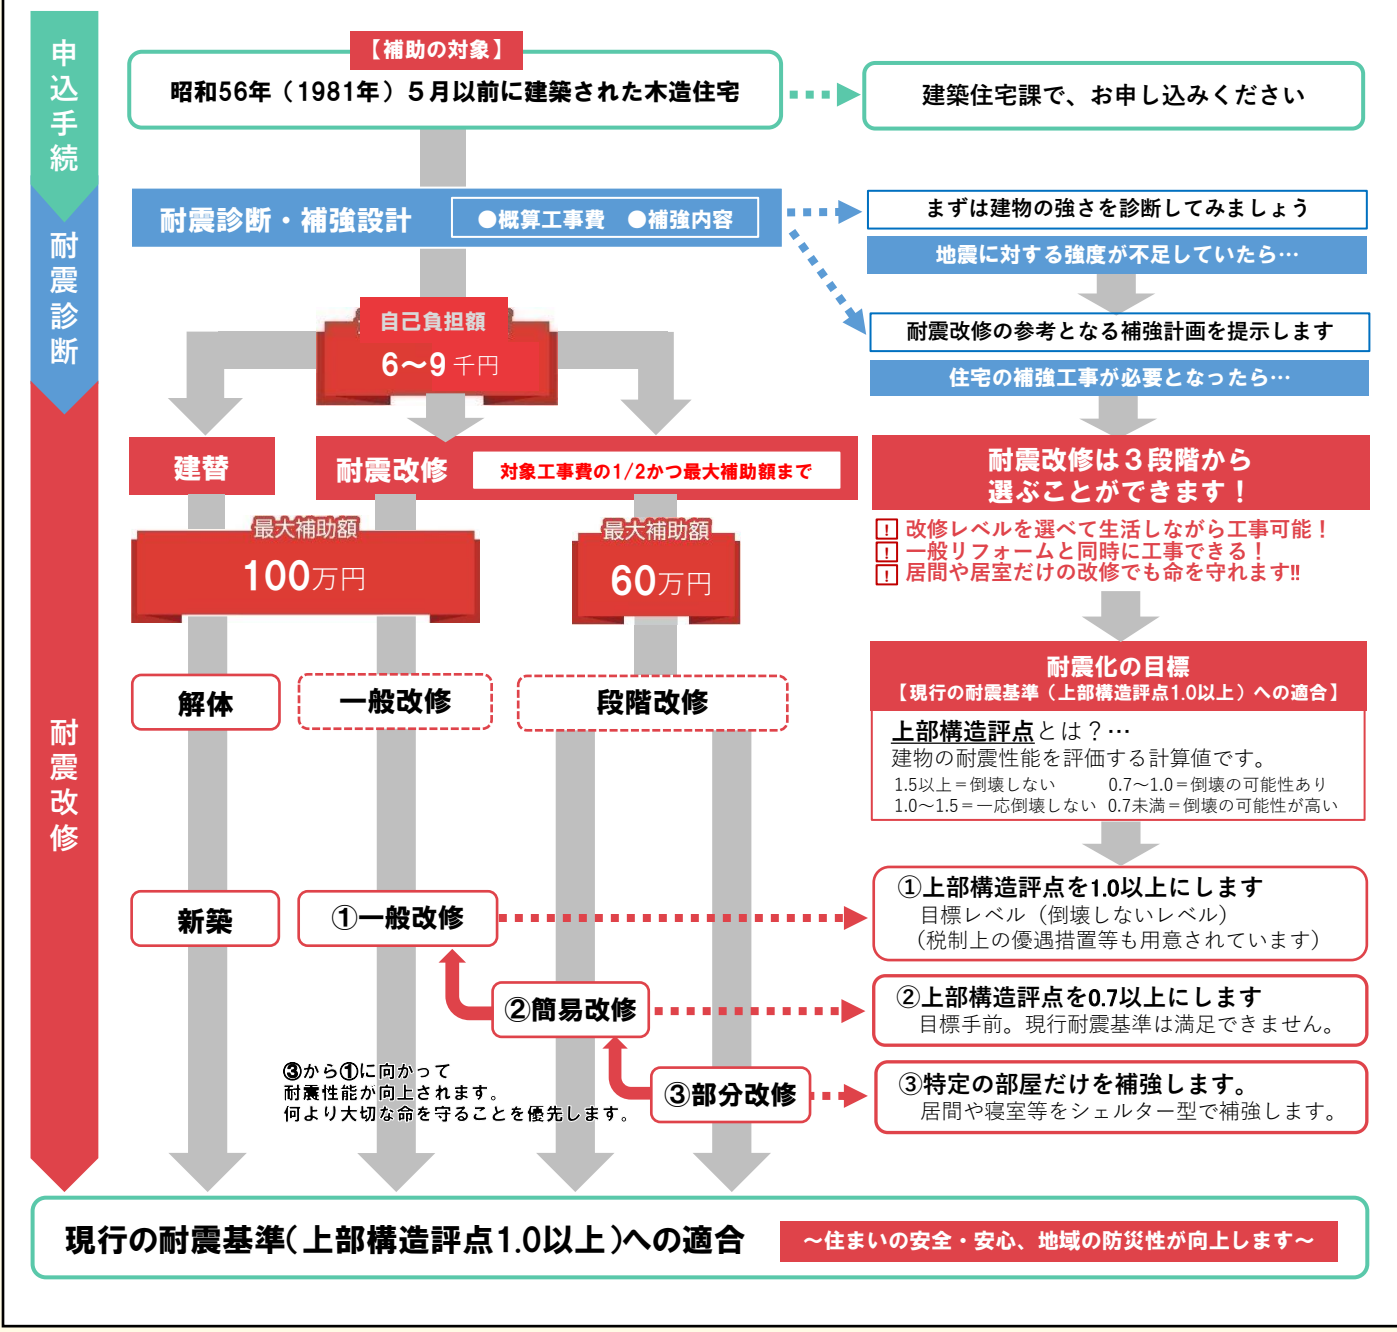 申込手続
【補助の対象】
昭和56年（1981年）５月以前に建築された木造住宅
建築住宅課で、お申し込みください
耐震診断
耐震診断・補強設計
●概算工事費　●補強内容
まずは建物の強さを診断してみましょう
地震に対する強度が不足していたら…
耐震改修の参考となる補強計画を提示します
住宅の補強工事が必要となったら…
自己負担額
6〜9千円
耐震改修
建替
耐震改修
対象工事費の1/2かつ最大補助額まで
最大補助額
100万円
最大補助額
60万円
耐震改修は３段階から
選ぶことができます！
! 改修レベルを選べて生活しながら工事可能！
! 一般リフォームと同時に工事できる！
! 居間や居室だけの改修でも命を守れます!!
解体
一般改修
段階改修
耐震化の目標
【現行の耐震基準（上部構造評点1.0以上）への適合】
上部構造評点とは？…
建物の耐震性能を評価する計算値です。
1.5以上＝倒壊しない　0.7〜1.0＝倒壊の可能性あり
1.0〜1.5＝一応倒壊しない　0.7未満＝倒壊の可能性が高い
新築
①一般改修
①上部構造評点を1.0以上にします
目標レベル（倒壊しないレベル）
（税制上の優遇措置等も用意されています）
②簡易改修
②上部構造評点を0.7以上にします
目標手前。現行耐震基準は満足できません。
③から①に向かって
耐震性能が向上されます。
何より大切な命を守ることを優先します。
③部分改修
③特定の部屋だけを補強します。
居間や寝室等をシェルター型で補強します。
現行の耐震基準（上部構造評点1.0以上）への適合
〜住まいの安全・安心、地域の防災性が向上します〜